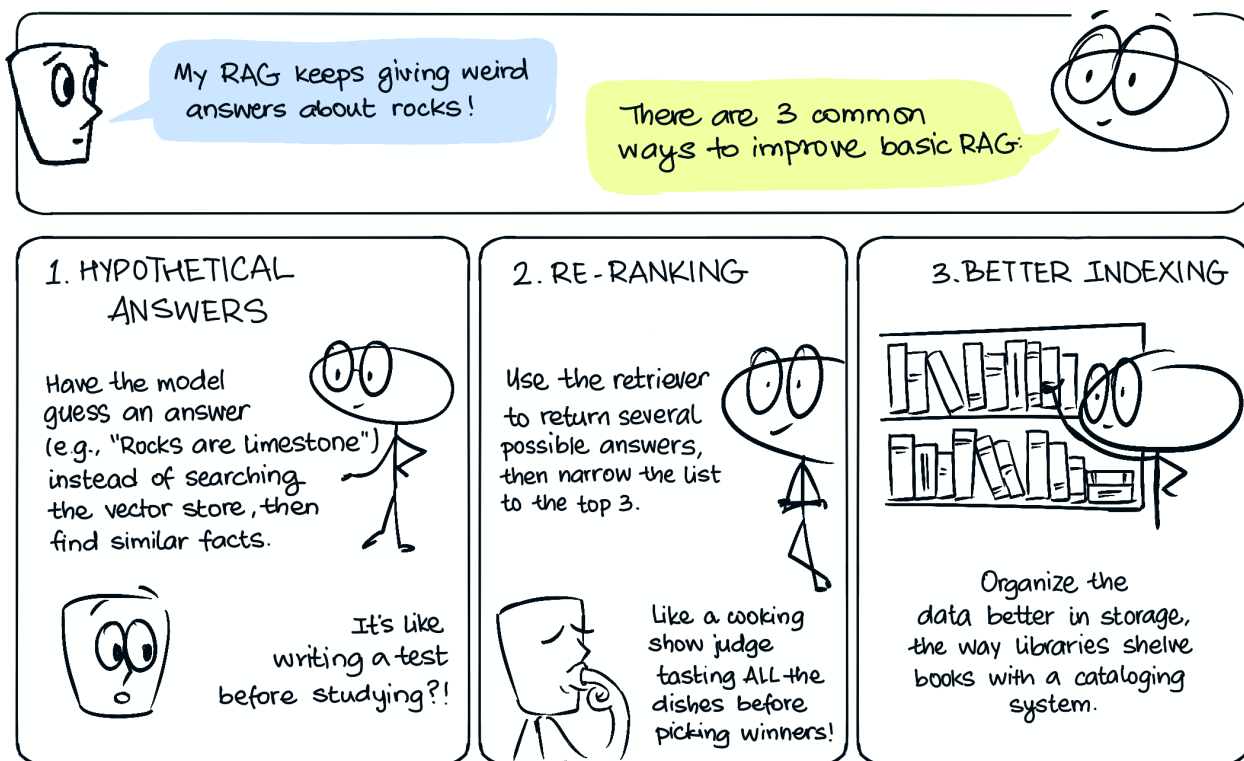 My RAG keeps giving weird
answers about rocks!
There are 3 common
ways to improve basic RAG:
1. HYPOTHETICAL
ANSWERS
Have the model
guess an answer
(e.g., "Rocks are limestone")
instead of searching
the vector store, then
find similar facts.
It's like
writing a test
before studying?!
2. RE-RANKING
Use the retriever
to return several
possible answers,
then narrow the list
to the top 3.
Like a cooking
show judge
tasting ALL the
dishes before
picking winners!
3. BETTER INDEXING
Organize the
data better in storage,
the way libraries shelve
books with a cataloging
system.